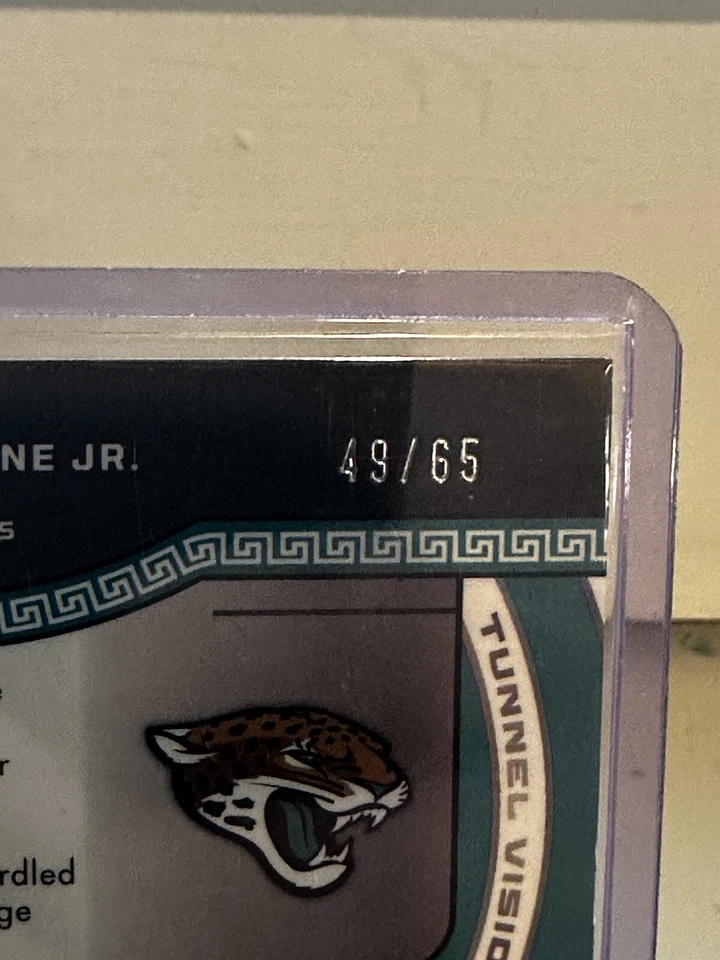 NE JR.
49/65
S
e
r
rdled
ge
TUNNEL VISIO